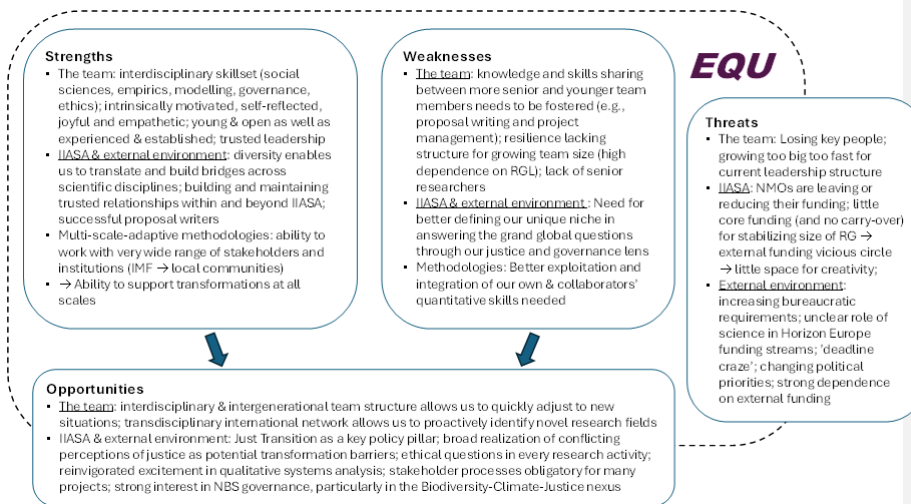 Strengths
▪ The team: interdisciplinary skillset (social
sciences, empirics, modelling, governance,
ethics); intrinsically motivated, self-reflected,
joyful and empathetic; young & open as well as
experienced & established; trusted leadership
▪ IIASA & external environment: diversity enables
us to translate and build bridges across
scientific disciplines; building and maintaining
trusted relationships within and beyond IIASA;
successful proposal writers
▪ Multi-scale-adaptive methodologies: ability to
work with very wide range of stakeholders and
institutions (IMF → local communities)
▪ → Ability to support transformations at all
scales
Weaknesses
▪ The team: knowledge and skills sharing
between more senior and younger team
members needs to be fostered (e.g.,
proposal writing and project
management); resilience lacking
structure for growing team size (high
dependence on RGL); lack of senior
researchers
▪ IIASA & external environment : Need for
better defining our unique niche in
answering the grand global questions
through our justice and governance lens
▪ Methodologies: Better exploitation and
integration of our own & collaborators'
quantitative skills needed
EQU
Threats
▪ The team: Losing key people;
growing too big too fast for
current leadership structure
▪ IIASA: NMOs are leaving or
reducing their funding; little
core funding (and no carry-over)
for stabilizing size of RG →
external funding vicious circle
→ little space for creativity;
▪ External environment:
increasing bureaucratic
requirements; unclear role of
science in Horizon Europe
funding streams; 'deadline
craze'; changing political
priorities; strong dependence
on external funding
Opportunities
▪ The team: interdisciplinary & intergenerational team structure allows us to quickly adjust to new
situations; transdisciplinary international network allows us to proactively identify novel research fields
▪ IIASA & external environment: Just Transition as a key policy pillar; broad realization of conflicting
perceptions of justice as potential transformation barriers; ethical questions in every research activity;
reinvigorated excitement in qualitative systems analysis; stakeholder processes obligatory for many
projects; strong interest in NBS governance, particularly in the Biodiversity-Climate-Justice nexus